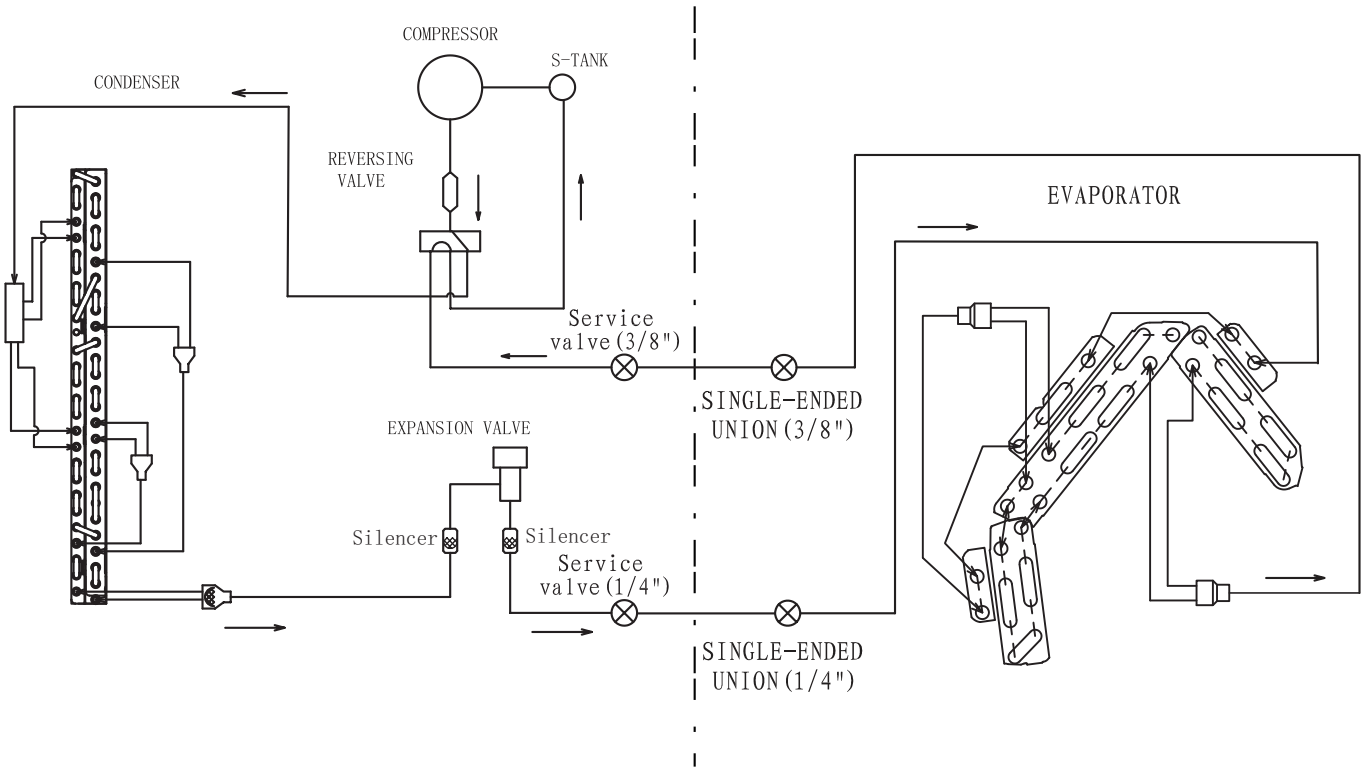 COMPRESSOR
S-TANK
CONDENSER
REVERSING
VALVE
EVAPORATOR
Service
valve(3/8")
SINGLE-ENDED
UNION(3/8")
EXPANSION VALVE
Silencer
Silencer
Service
valve(1/4")
SINGLE-ENDED
UNION(1/4")